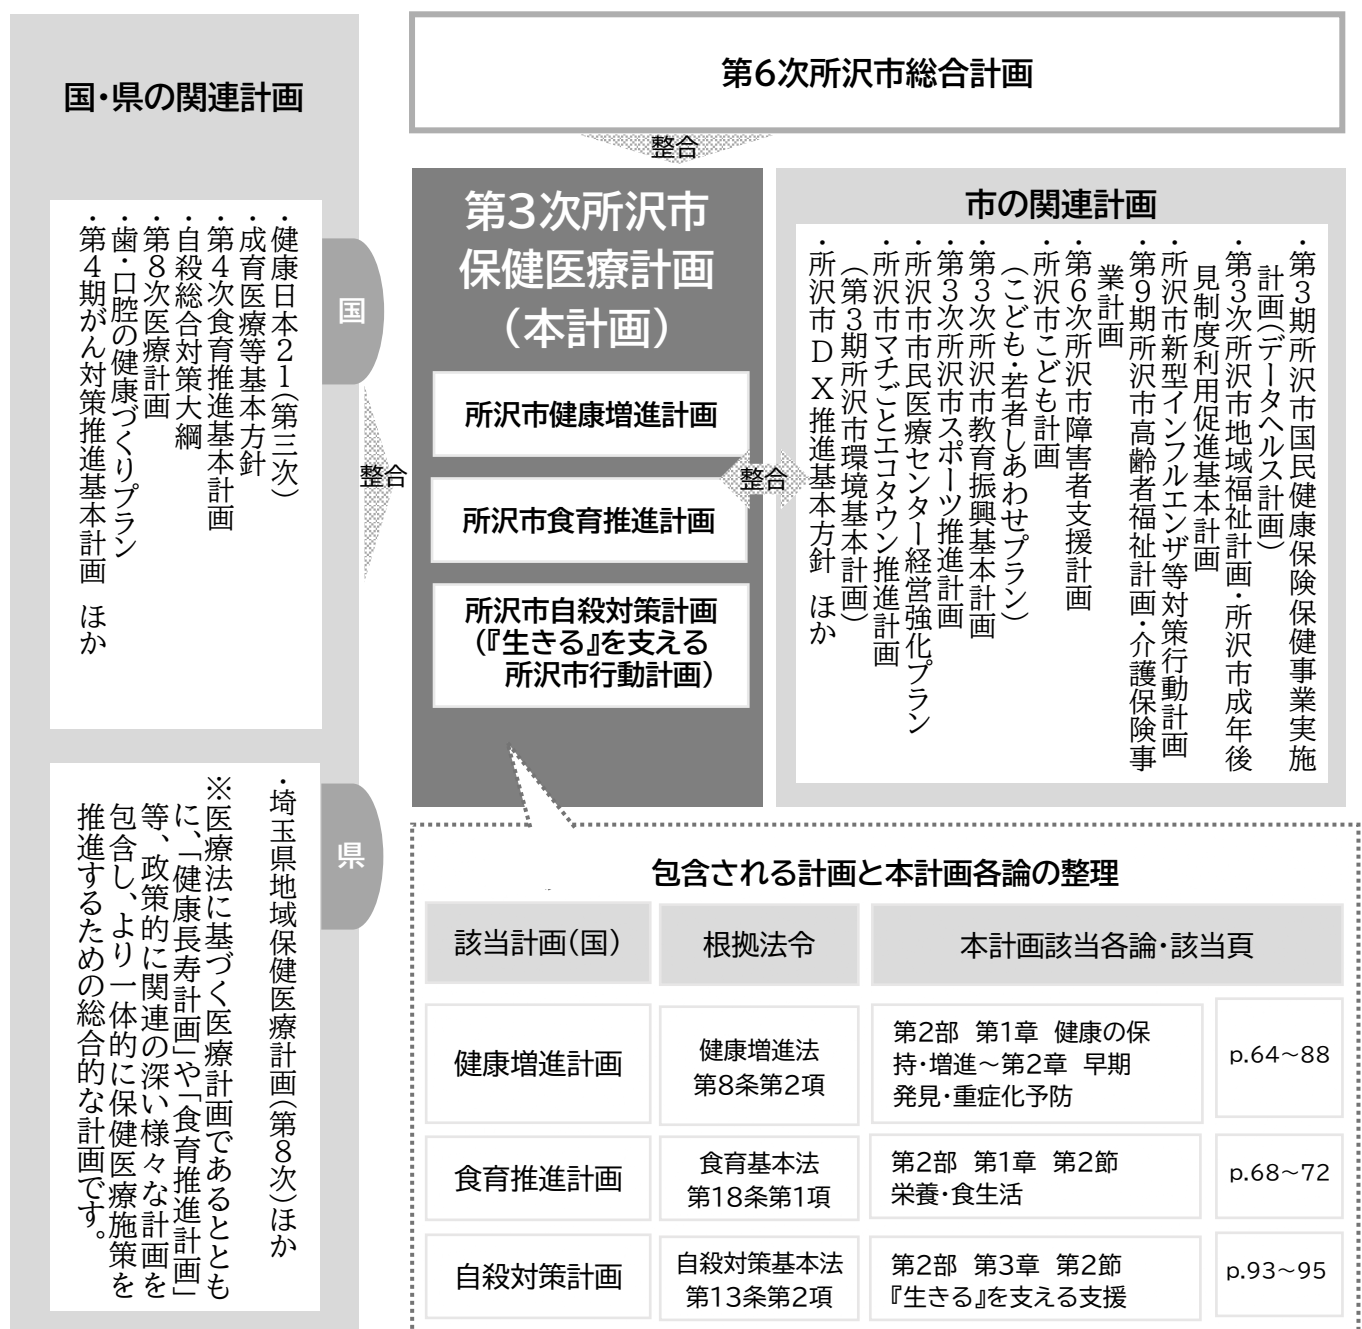 国・県の関連計画
国
・健康日本21(第三次)
・成育医療等基本方針
・第4次食育推進基本計画
・自殺総合対策大綱
・第8次医療計画
・歯・口腔の健康づくりプラン
・第4期がん対策推進基本計画 ほか
県
・埼玉県地域保健医療計画(第8次)ほか
※医療法に基づく医療計画であるととも
に、「健康長寿計画」や「食育推進計画」
等、政策的に関連の深い様々な計画を
包含し、より一体的に保健医療施策を
推進するための総合的な計画です。
整合
第6次所沢市総合計画
整合
第3次所沢市
保健医療計画
(本計画)
所沢市健康増進計画
所沢市食育推進計画
所沢市自殺対策計画
(『生きる』を支える
所沢市行動計画)
整合
市の関連計画
・第3期所沢市国民健康保険保健事業実施
計画(データヘルス計画)
・第3次所沢市地域福祉計画・所沢市成年後
見制度利用促進基本計画
・所沢市新型インフルエンザ等対策行動計画
・第9期所沢市高齢者福祉計画・介護保険事
業計画
・第6次所沢市障害者支援計画
・所沢市こども計画
(こども・若者しあわせプラン)
・第3次所沢市教育振興基本計画
・第3次所沢市スポーツ推進計画
・所沢市市民医療センター経営強化プラン
・所沢市マチごとエコタウン推進計画
(第3期所沢市環境基本計画)
・所沢市DX推進基本方針 ほか
包含される計画と本計画各論の整理
該当計画(国) 根拠法令 本計画該当各論・該当頁
健康増進計画
健康増進法
第8条第2項
第2部 第1章 健康の保
持・増進~第2章 早期
発見・重症化予防
p.64~88
食育推進計画
食育基本法
第18条第1項
第2部 第1章 第2節
栄養・食生活
p.68~72
自殺対策計画
自殺対策基本法
第13条第2項
第2部 第3章 第2節
『生きる』を支える支援
p.93~95